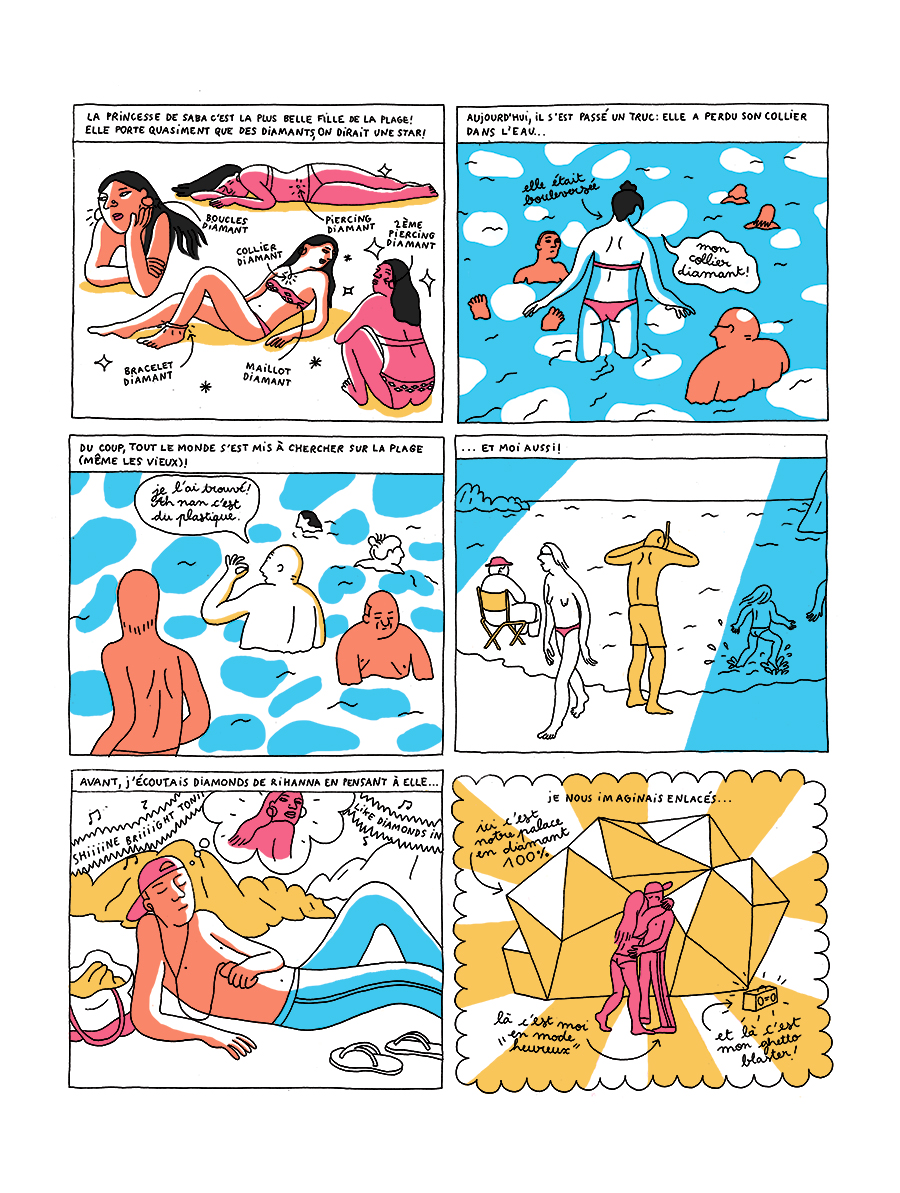 LA PRINCESSE DE SABA C'EST LA PLUS BELLE FILLE DE LA PLAGE!
ELLE PORTE QUASIMENT QUE DES DIAMANTS, ON DIRAIT UNE STAR!
BOUCLES
DIAMANT
PIERCING
DIAMANT
2ÈME
PIERCING
DIAMANT
COLLIER
DIAMANT
BRACELET
DIAMANT
MAILLOT
DIAMANT
AUJOURD'HUI, IL S'EST PASSÉ UN TRUC: ELLE A PERDU SON COLLIER
DANS L'EAU...
elle était
bouleversée
mon
collier
diamant!
DU COUP, TOUT LE MONDE S'EST MIS À CHERCHER SUR LA PLAGE
(MÊME LES VIEUX)!
je l'ai trouvé!
Ah nan c'est
du plastique.
... ET MOI AUSSI!
AVANT, J'ÉCOUTAIS DIAMONDS DE RIHANNA EN PENSANT À ELLE...
SHiiiiNE BRiiiiGHT TONi
LIKE DIAMONDS IN
JE NOUS IMAGINAIS ENLACÉS...
ici c'est
notre palace
en diamant
100%
là c'est moi
"en mode
heureux"
et là c'est
mon ghetto
blaster!